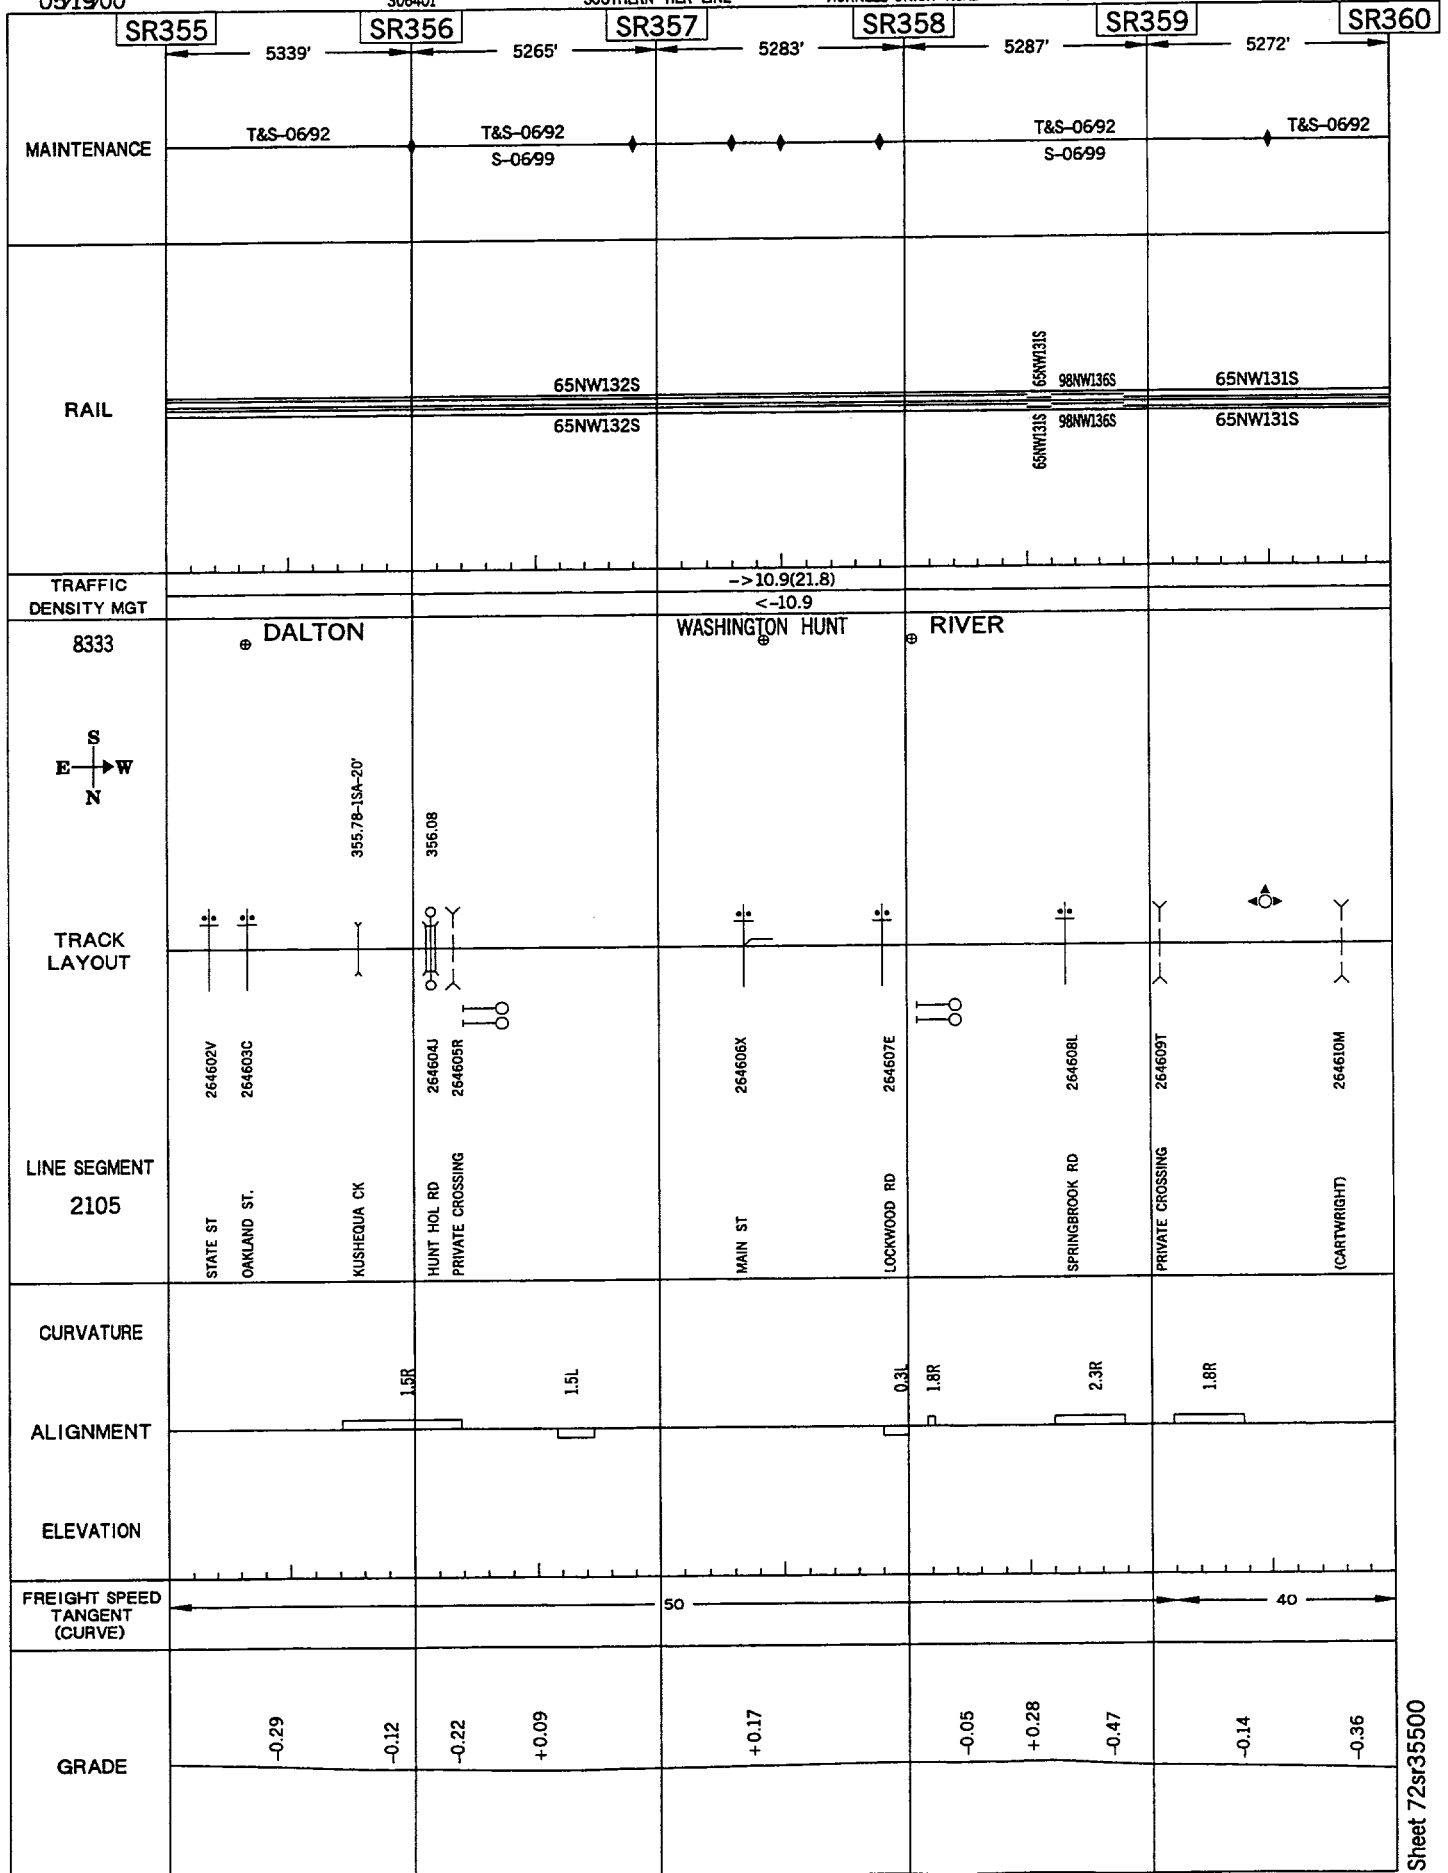 05/19/00
S06401
SR355 SR356 SR357 SR358 SR359 SR360
5339' 5265' 5283' 5287' 5272'
MAINTENANCE
T&S-06/92 T&S-06/92 T&S-06/92 T&S-06/92
S-06/99 S-06/99
RAIL
65NW132S 65NW131S 98NW136S 65NW131S
65NW132S 65NW131S 98NW136S 65NW131S
TRAFFIC
DENSITY MGT
->10.9(21.8)
<-10.9
8333
DALTON WASHINGTON HUNT RIVER
S
E W
N
355.78-1SA-20'
356.08
TRACK
LAYOUT
264602V
264603C
264604J
264605R
264606X
264607E
264608L
264609T
264610M
LINE SEGMENT
2105
STATE ST
OAKLAND ST.
KUSHEQUA CK
HUNT HOL RD
PRIVATE CROSSING
MAIN ST
LOCKWOOD RD
SPRINGBROOK RD
PRIVATE CROSSING
(CARTWRIGHT)
CURVATURE
1.5R 1.5L 0.3L 1.8R 2.3R 1.8R
ALIGNMENT
ELEVATION
FREIGHT SPEED
TANGENT
(CURVE)
50 40
GRADE
-0.29 -0.12 -0.22 +0.09 +0.17 -0.05 +0.28 -0.47 -0.14 -0.36
Sheet 72sr35500